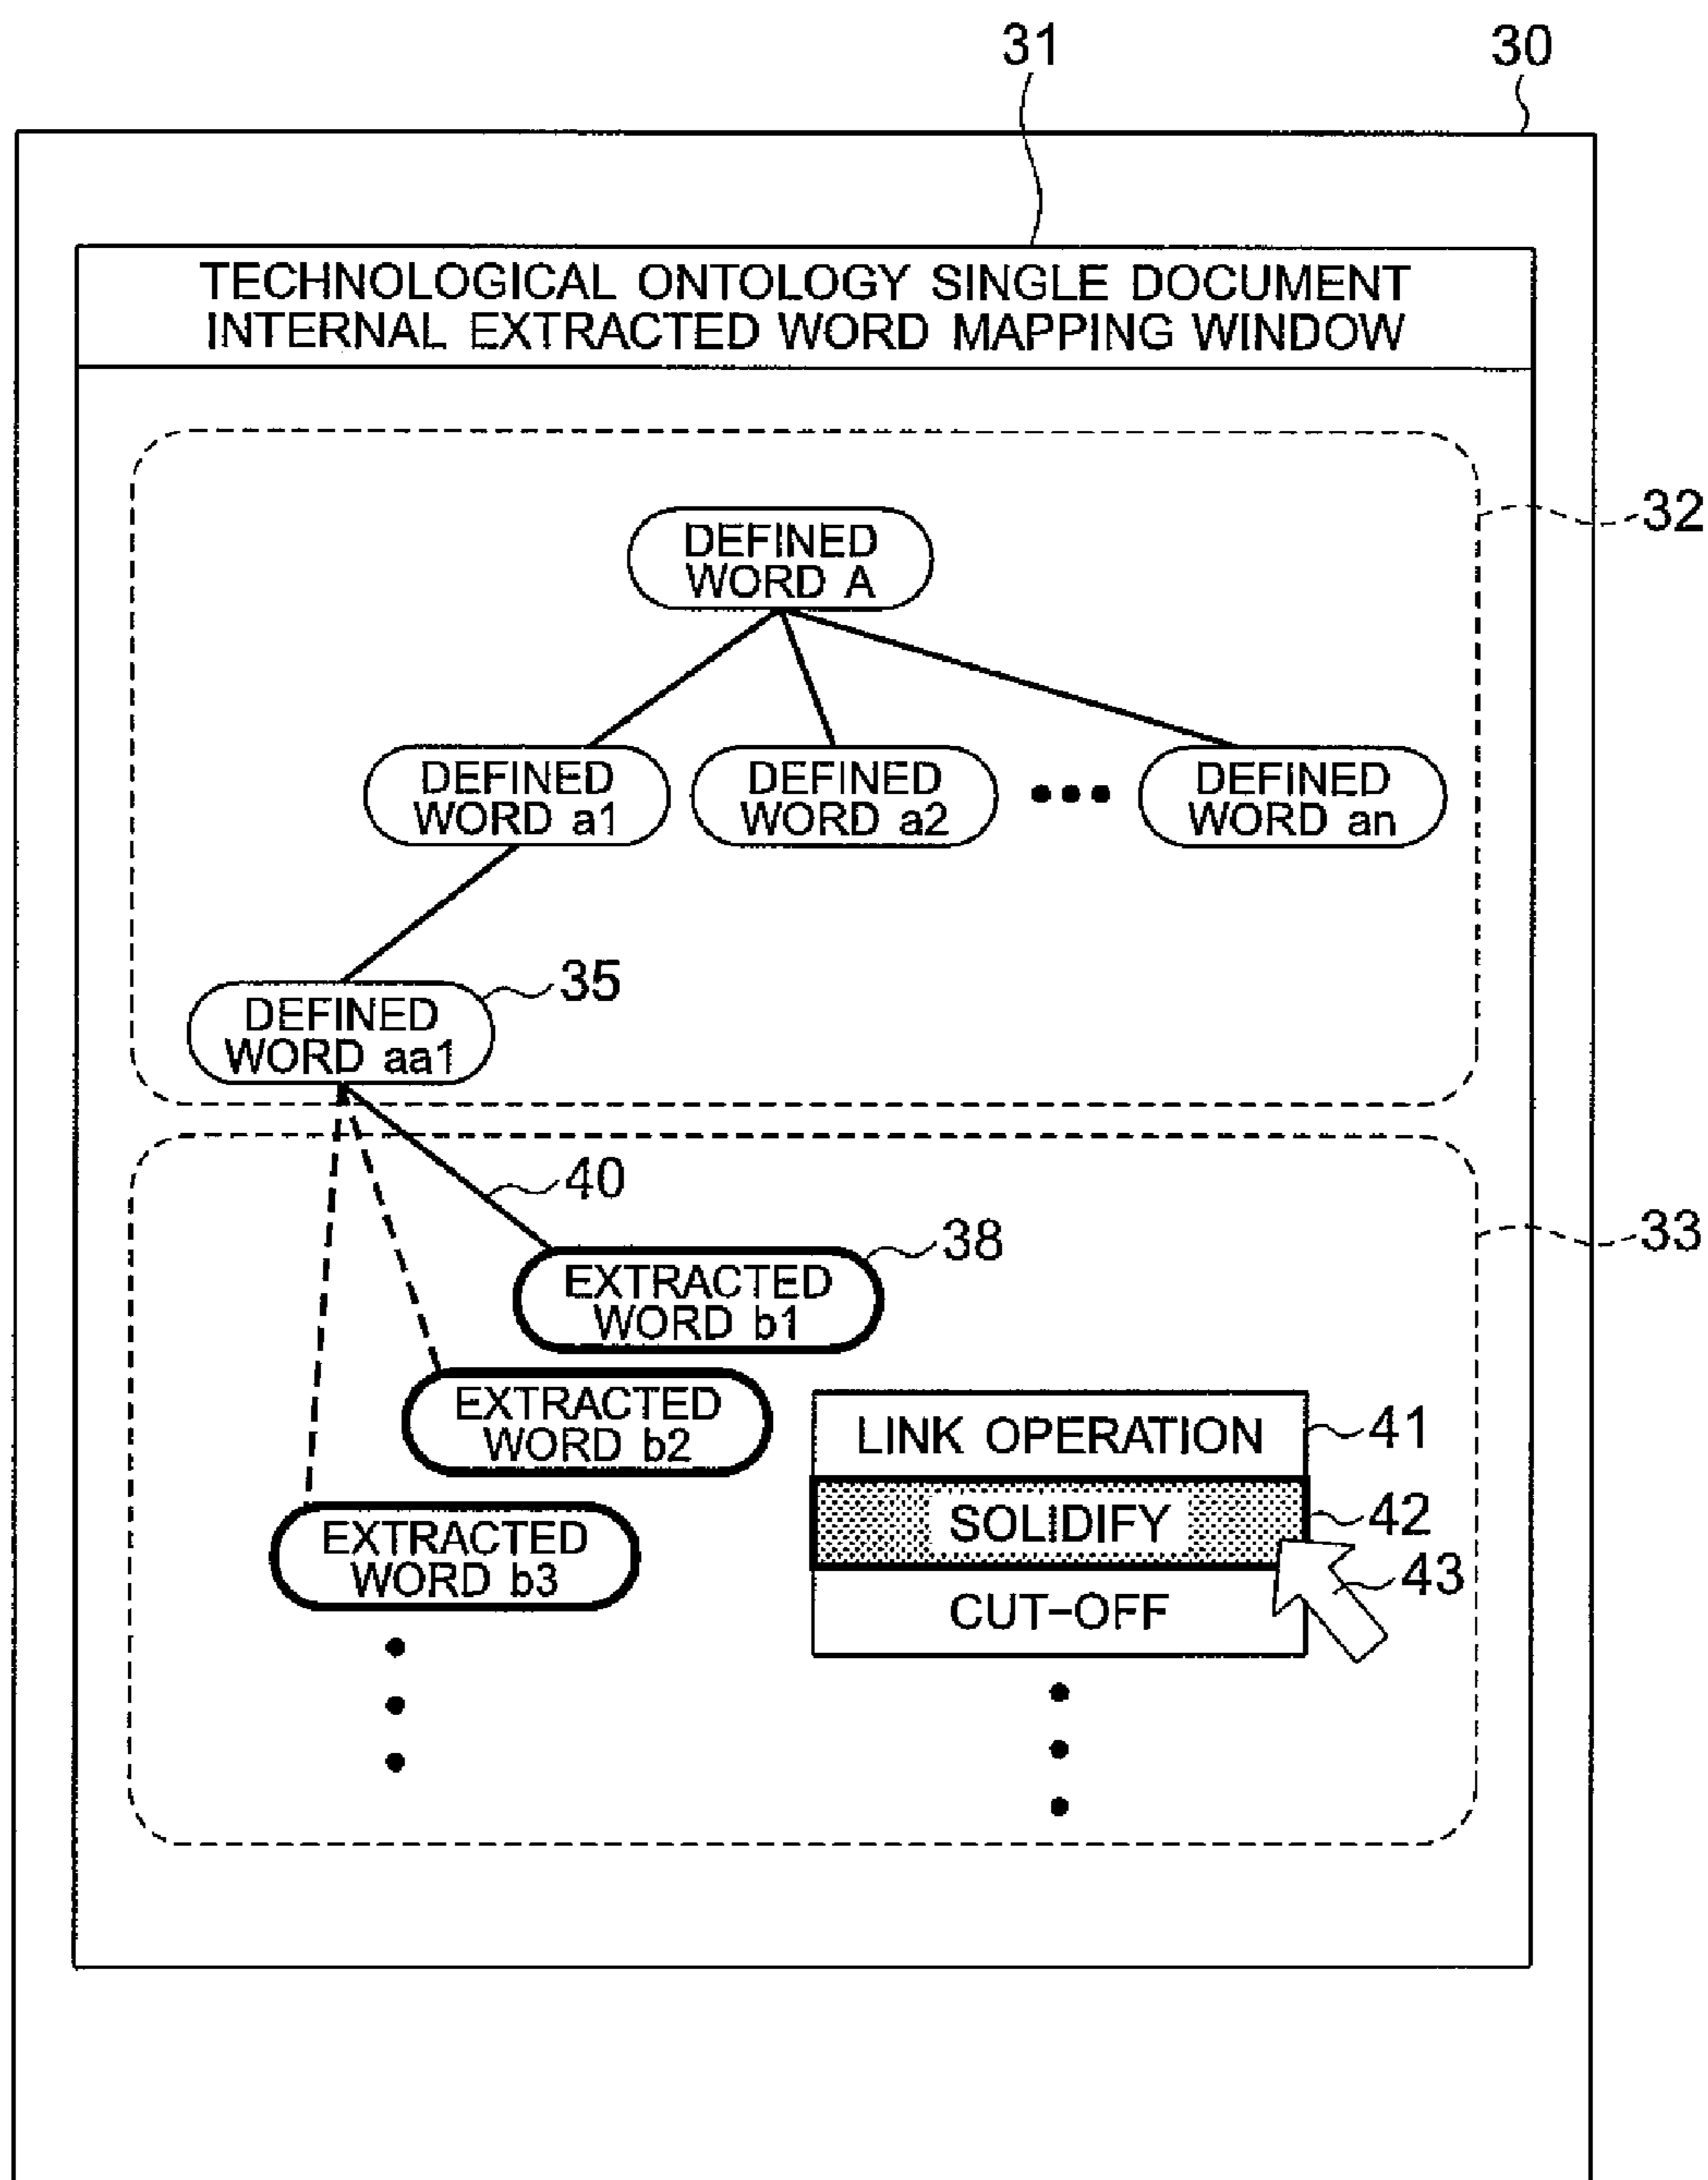 31
30
TECHNOLOGICAL ONTOLOGY SINGLE DOCUMENT
INTERNAL EXTRACTED WORD MAPPING WINDOW
32
DEFINED
WORD A
DEFINED
WORD a1
DEFINED
WORD a2
DEFINED
WORD an
35
DEFINED
WORD aa1
40
33
38
EXTRACTED
WORD b1
EXTRACTED
WORD b2
EXTRACTED
WORD b3
LINK OPERATION
41
SOLIDIFY
42
43
CUT-OFF